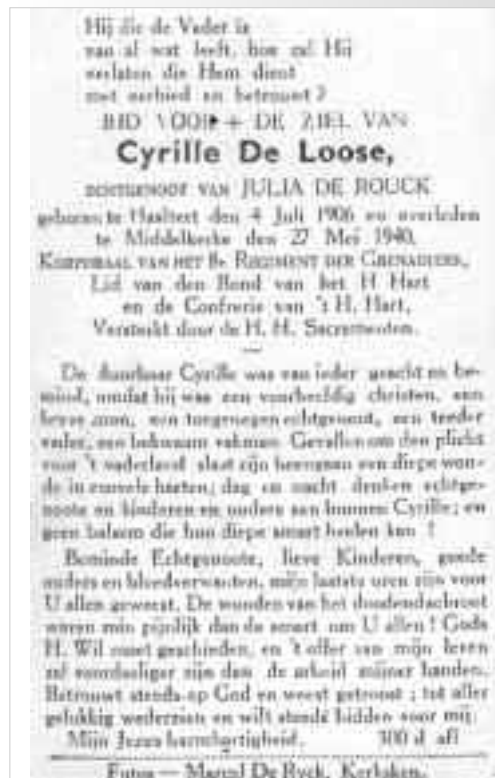 Hij die de Vader is
van al wat leeft, hoe zal Hij
verlaten die Hem dient
met eerbied en betrouwt ?
BID VOOR + DE ZIEL VAN
Cyrille De Loose,
ECHTGENOOT VAN JULIA DE ROUCK
geboren te Haaltert den 4 Juli 1906 en overleden
te Middelkerke den 27 Mei 1940.
KORPORAAL VAN HET 8e REGIMENT DER GRENADIERS,
Lid van den Bond van het H Hart
en de Confrerie van 't H. Hart,
Versterkt door de H. H. Sacramenten.
—
De dierbaar Cyrille was van ieder geacht en be-
mind, omdat hij was een voorbeeldig christen, een
brave zoon, een toegenegen echtgenoot, een teeder
vader, een bekwaam vakman. Gevallen om den plicht
voor 't vaderland slaat zijn heengaan een diepe won-
de in zoovele harten; dag en nacht denken echtge-
noote en kinderen en ouders aan hunnen Cyrille; en
geen balsem die hun diepe smart heelen kan !
Beminde Echtgenoote, lieve Kinderen, goede
ouders en bloedverwanten, mijn laatste uren zijn voor
U allen geweest. De wonden van het doodend schroot
waren min pijnlijk dan de smart om U allen ! Gods
H. Wil moet geschieden, en 't offer van mijn leven
zal voordeeliger zijn dan de arbeid mijner handen.
Betrouwt steeds op God en weest getroost ; tot aller
gelukkig wederzien en wilt steeds bidden voor mij.
Mijn Jezus barmhartigheid. 300 d. afl
Fotos — Marcel De Ryck, Kerksken.